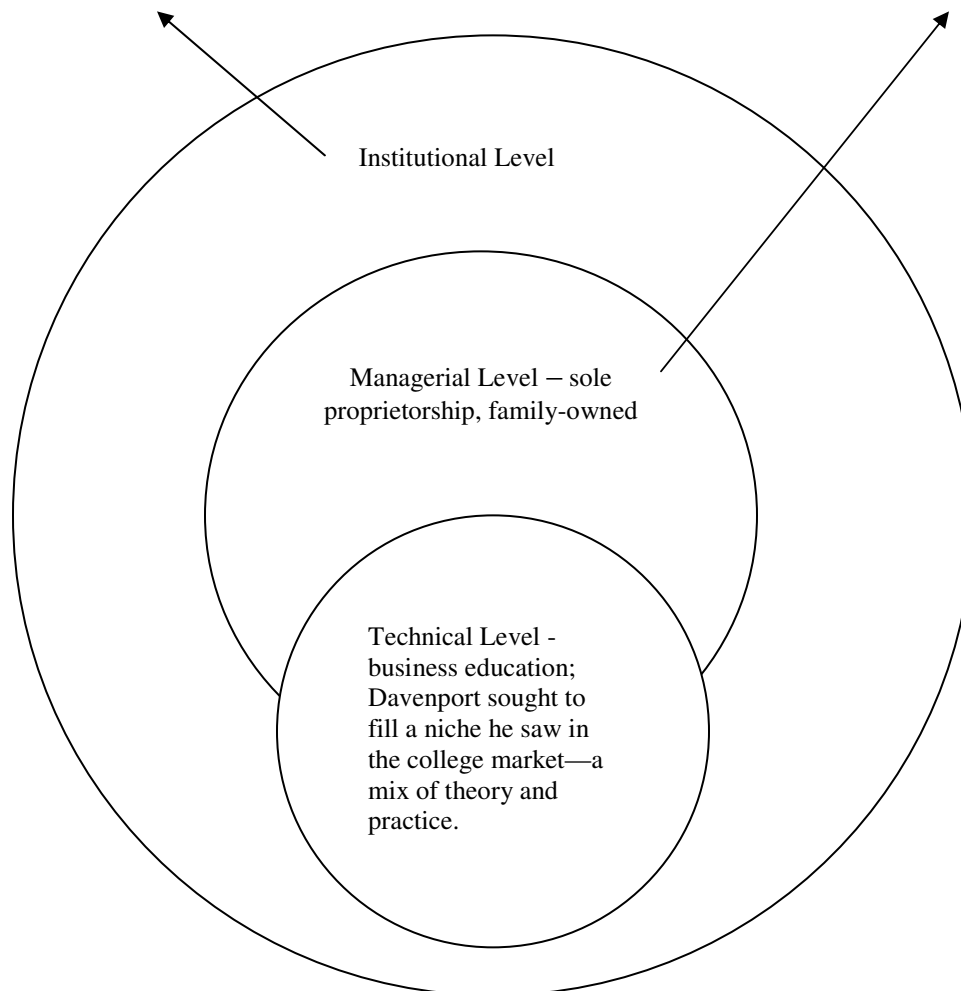 Institutional Level
Managerial Level – sole
proprietorship, family-owned
Technical Level -
business education;
Davenport sought to
fill a niche he saw in
the college market—a
mix of theory and
practice.